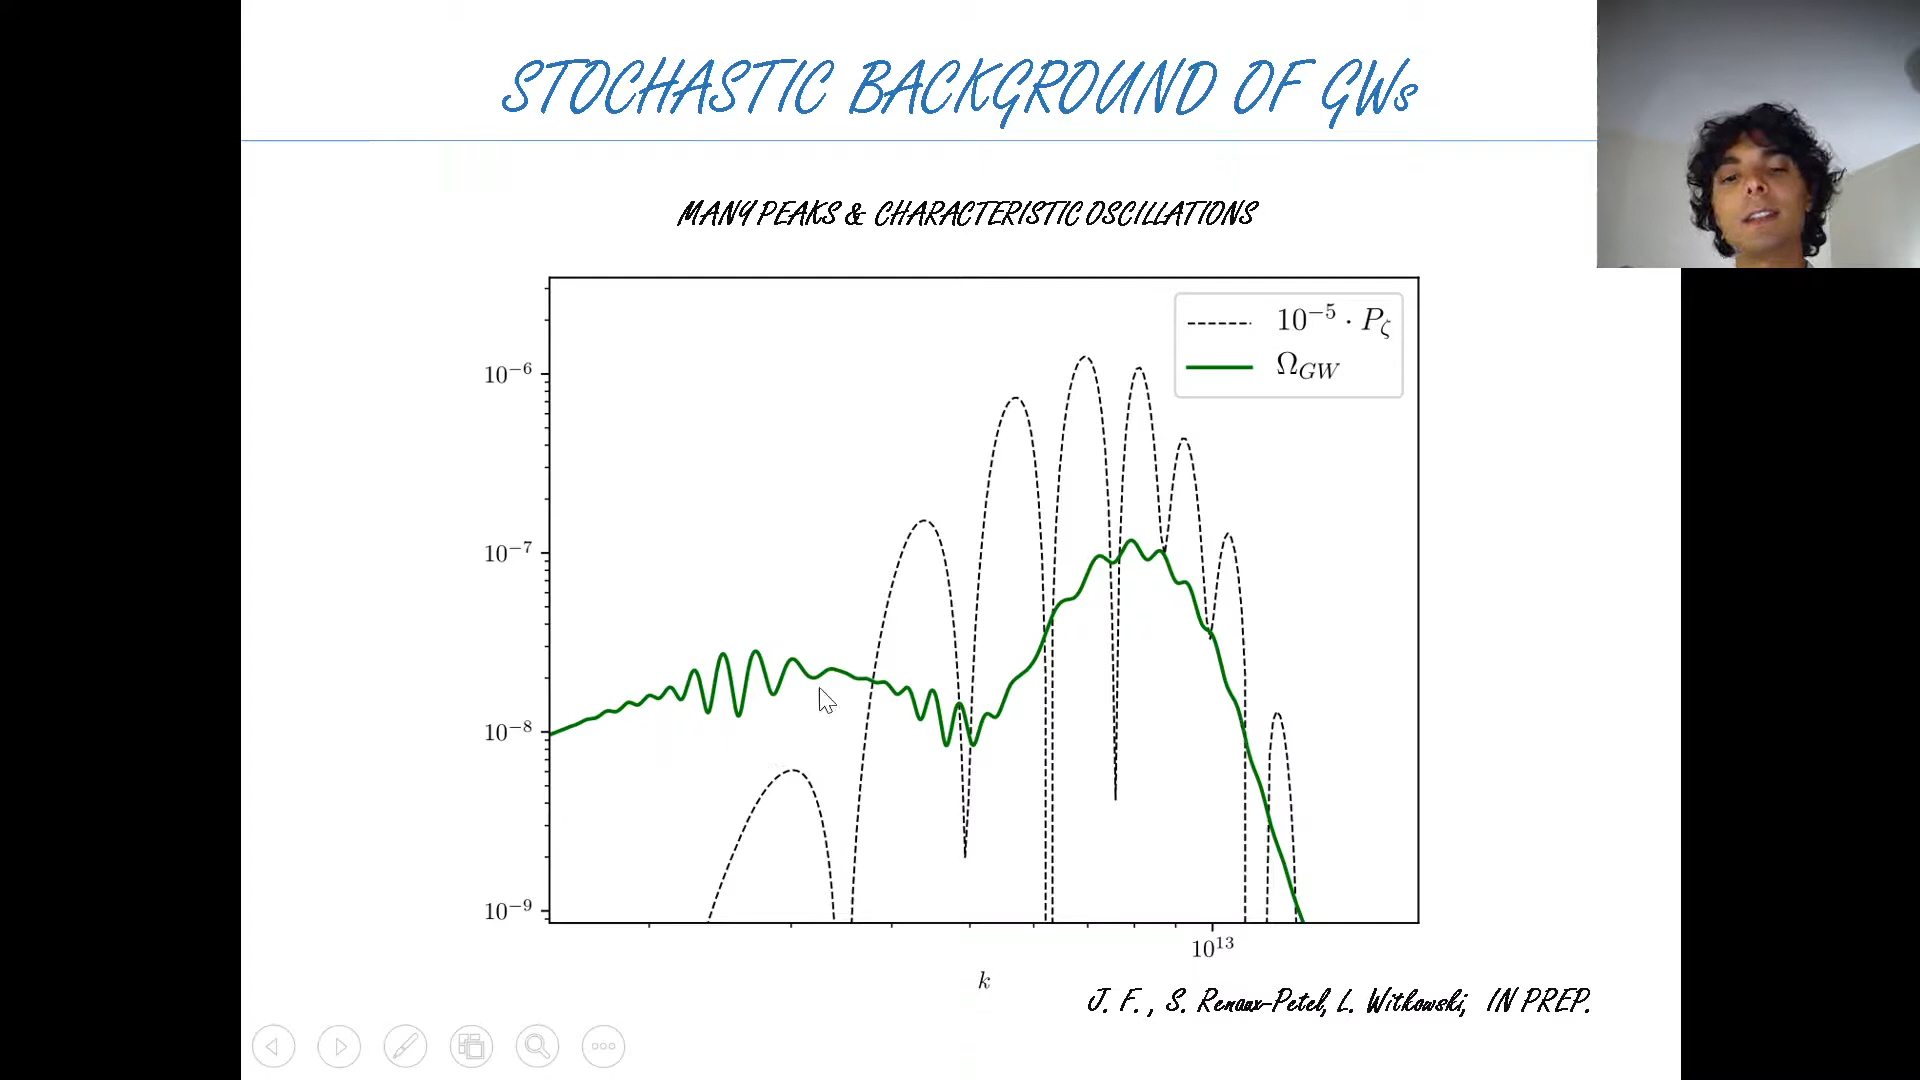 STOCHASTIC BACKGROUND OF GWs
MANY PEAKS & CHARACTERISTIC OSCILLATIONS
10⁻⁵ · P_ζ
Ω_GW
10⁻⁶
10⁻⁷
10⁻⁸
10⁻⁹
10¹³
k
J. F. , S. Renaux-Petel, L. Witkowski, IN PREP.